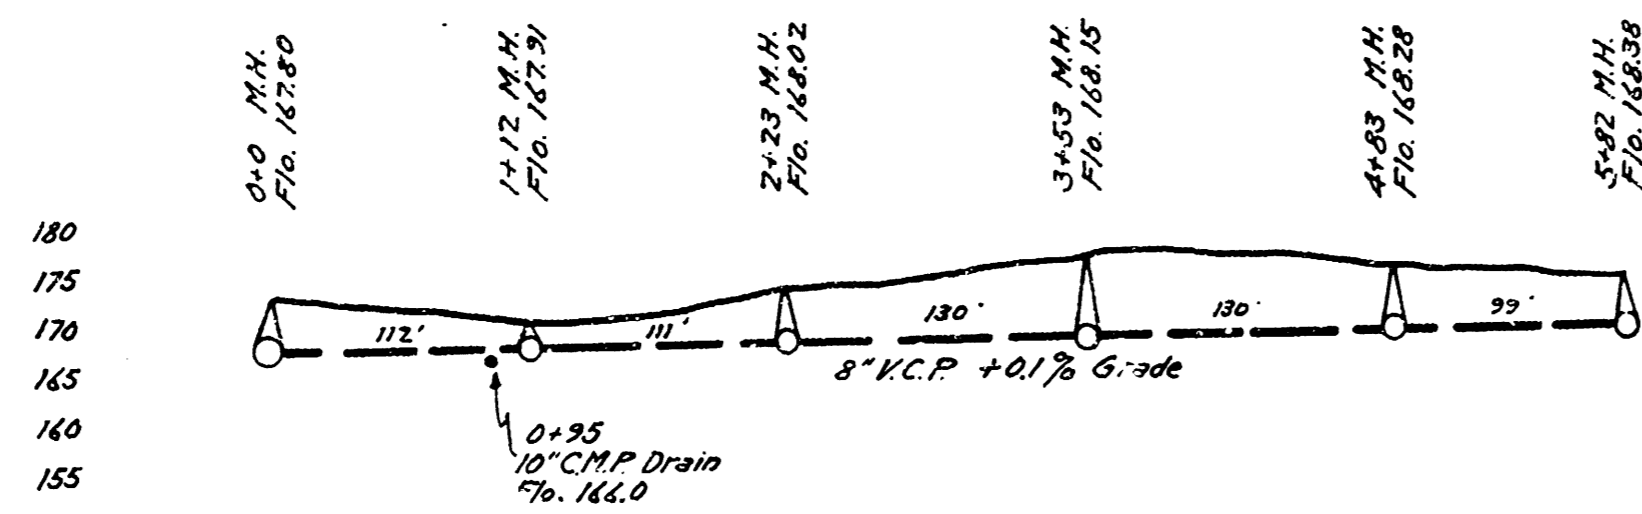 0+0 M.H.
Flo. 167.80
1+12 M.H.
Flo. 167.91
2+23 M.H.
Flo. 168.02
3+53 M.H.
Flo. 168.15
4+83 M.H.
Flo. 168.28
5+82 M.H.
Flo. 168.38
180
175
170
165
160
155
112'
111'
130'
130'
99'
8" V.C.P. +0.1% Grade
0+95
10" C.M.P. Drain
Flo. 166.0